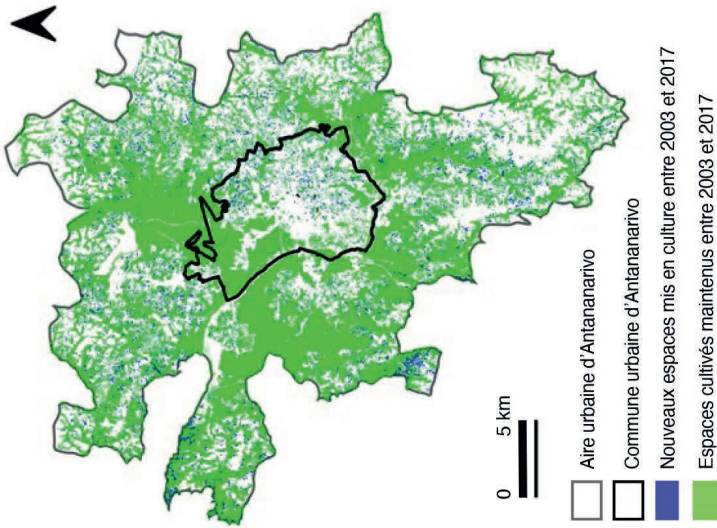 0 5 km
Aire urbaine d'Antananarivo
Commune urbaine d'Antananarivo
Nouveaux espaces mis en culture entre 2003 et 2017
Espaces cultivés maintenus entre 2003 et 2017